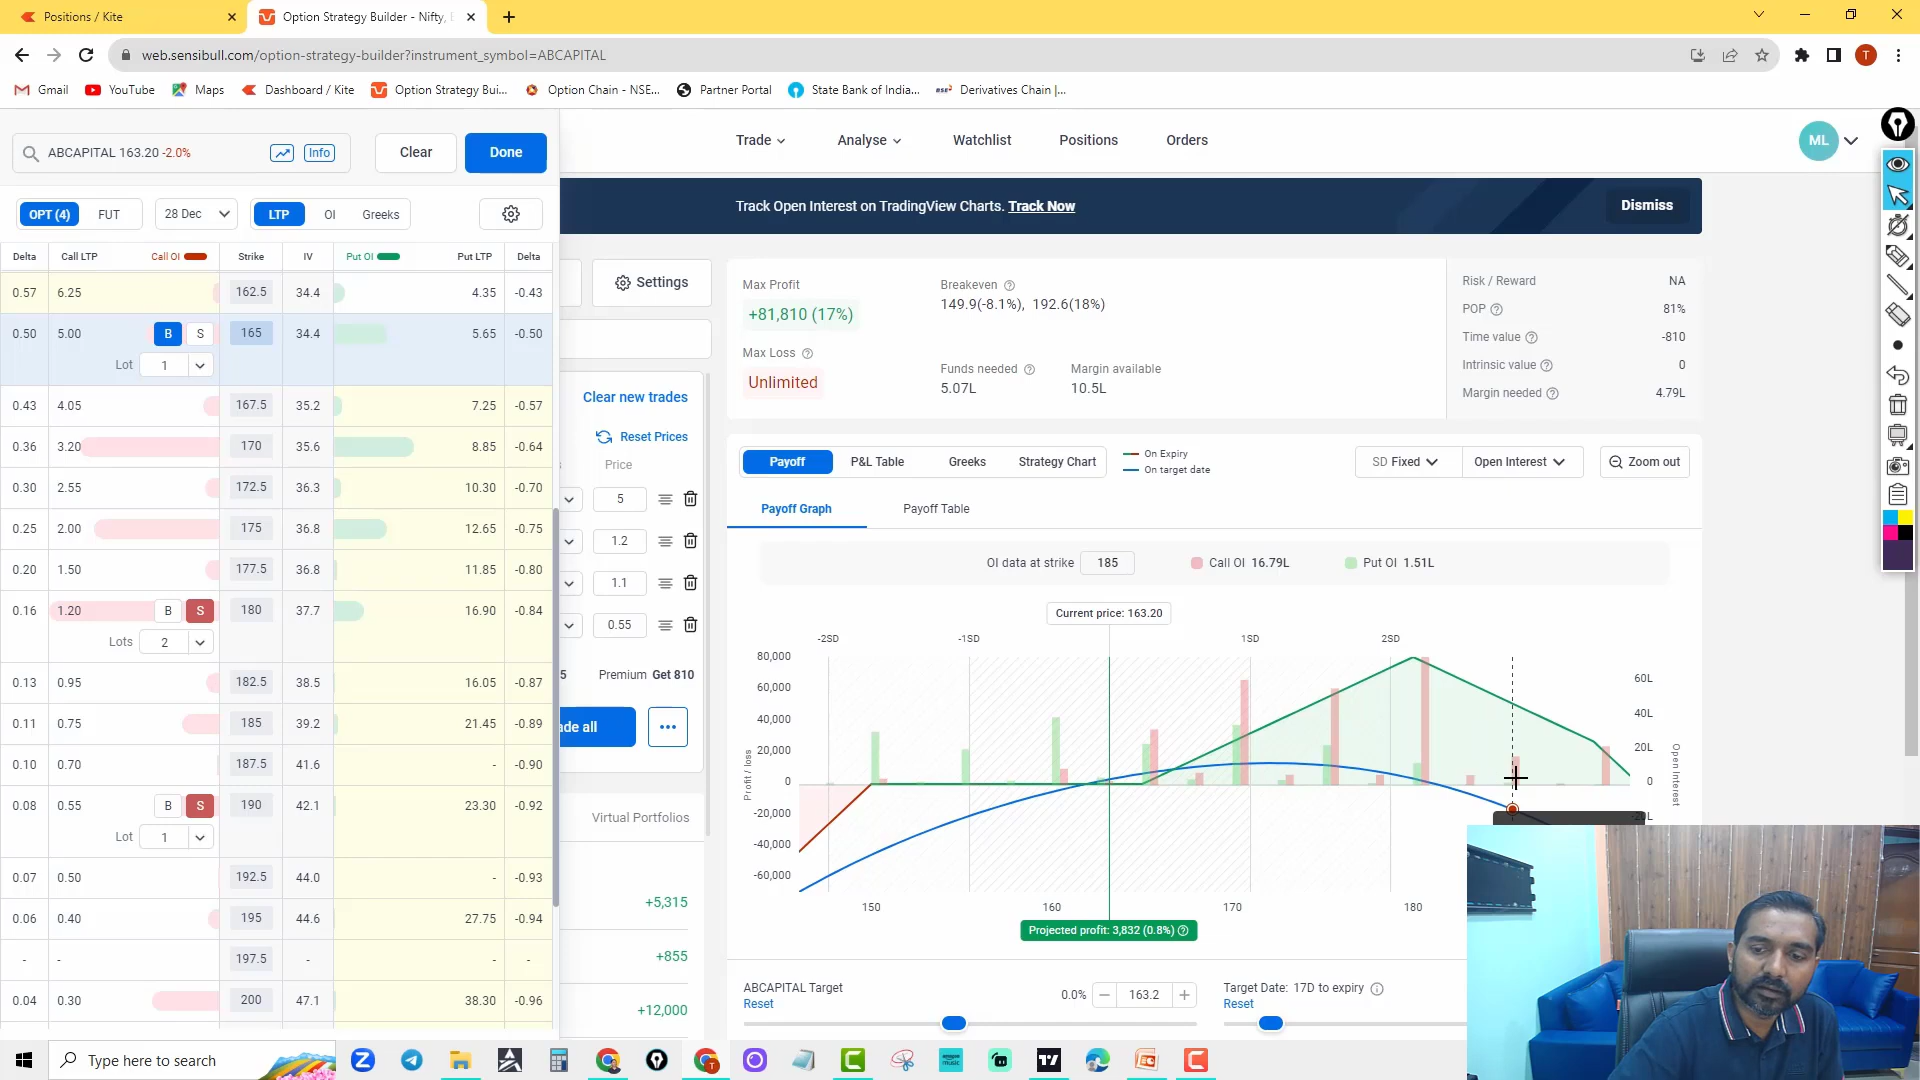 Positions / Kite
Option Strategy Builder - Nifty,
web.sensibull.com/option-strategy-builder?instrument_symbol=ABCAPITAL
T
Gmail YouTube Maps Dashboard / Kite Option Strategy Bui... Option Chain - NSE... Partner Portal State Bank of India... Derivatives Chain |...
ABCAPITAL 163.20 -2.0% Info Clear Done
Trade Analyse Watchlist Positions Orders ML
Track Open Interest on TradingView Charts. Track Now Dismiss
OPT (4) FUT 28 Dec LTP OI Greeks
Delta Call LTP Call OI Strike IV Put OI Put LTP Delta
0.57 6.25 162.5 34.4 4.35 -0.43
0.50 5.00 B S 165 34.4 5.65 -0.50
Lot 1
0.43 4.05 167.5 35.2 7.25 -0.57
0.36 3.20 170 35.6 8.85 -0.64
0.30 2.55 172.5 36.3 10.30 -0.70
0.25 2.00 175 36.8 12.65 -0.75
0.20 1.50 177.5 36.8 11.85 -0.80
0.16 1.20 B S 180 37.7 16.90 -0.84
Lots 2
0.13 0.95 182.5 38.5 16.05 -0.87
0.11 0.75 185 39.2 21.45 -0.89
0.10 0.70 187.5 41.6 - -0.90
0.08 0.55 B S 190 42.1 23.30 -0.92
Lot 1
0.07 0.50 192.5 44.0 - -0.93
0.06 0.40 195 44.6 27.75 -0.94
- - 197.5 - - -
0.04 0.30 200 47.1 38.30 -0.96
Settings
Clear new trades
Reset Prices
Price
5
1.2
1.1
0.55
5 Premium Get 810
ade all
Virtual Portfolios
+5,315
+855
+12,000
Max Profit
+81,810 (17%)
Max Loss
Unlimited
Breakeven
149.9(-8.1%), 192.6(18%)
Funds needed
5.07L
Margin available
10.5L
Risk / Reward NA
POP 81%
Time value -810
Intrinsic value 0
Margin needed 4.79L
Payoff P&L Table Greeks Strategy Chart
On Expiry
On target date
SD Fixed Open Interest Zoom out
Payoff Graph Payoff Table
OI data at strike 185 Call OI 16.79L Put OI 1.51L
Current price: 163.20
-2SD -1SD 1SD 2SD
80,000
60,000
40,000
20,000
0
-20,000
-40,000
-60,000
Profit / loss
60L
40L
20L
0
-20L
Open Interest
150 160 170 180
Projected profit: 3,832 (0.8%)
ABCAPITAL Target
Reset
0.0% 163.2
Target Date: 17D to expiry
Reset
Type here to search